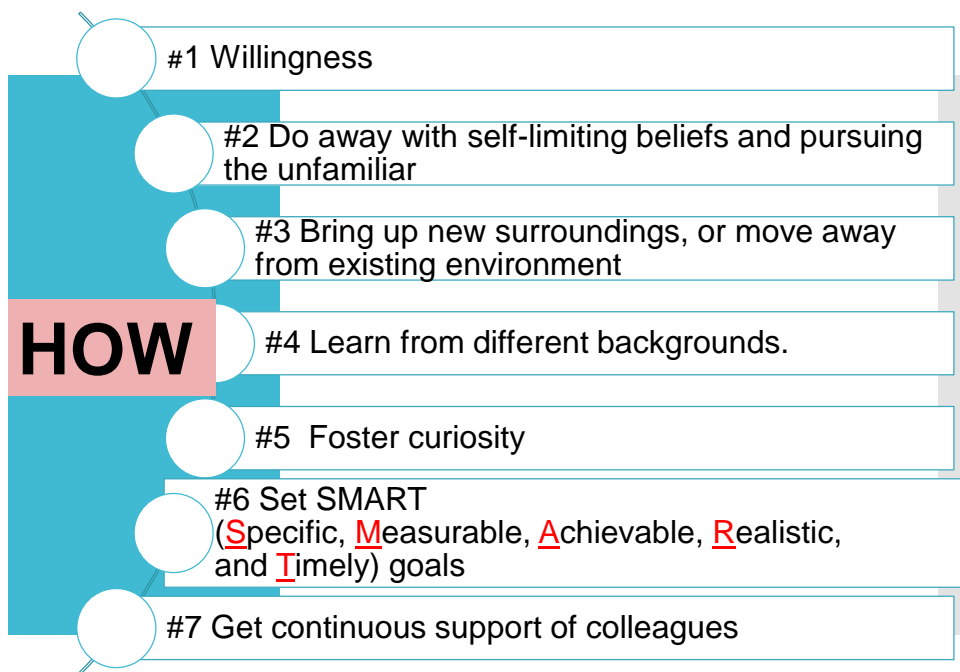 #1 Willingness
#2 Do away with self-limiting beliefs and pursuing
the unfamiliar
#3 Bring up new surroundings, or move away
from existing environment
HOW
#4 Learn from different backgrounds.
#5 Foster curiosity
#6 Set SMART
(Specific, Measurable, Achievable, Realistic,
and Timely) goals
#7 Get continuous support of colleagues